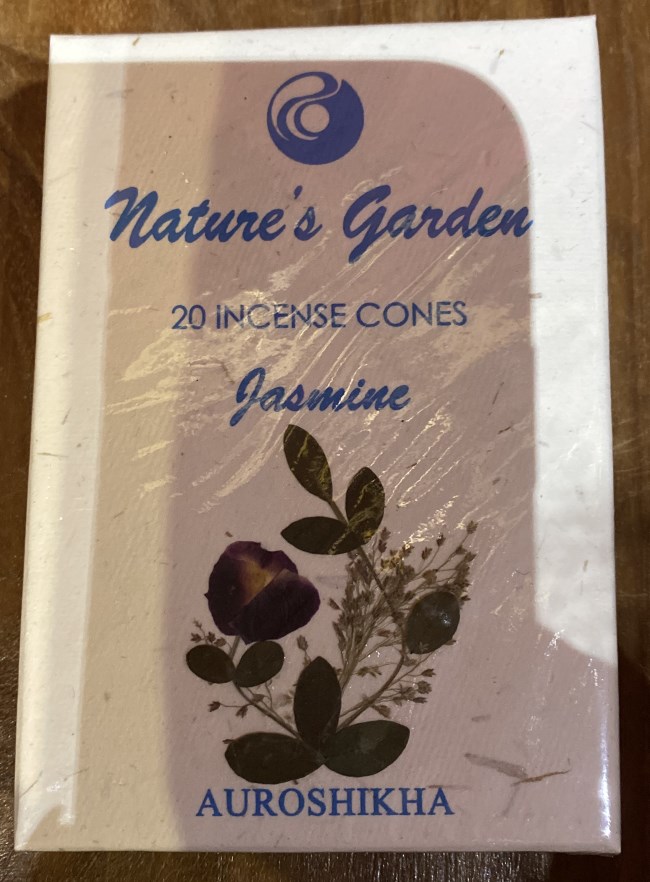 Nature's Garden
20 INCENSE CONES
Jasmine
AUROSHIKHA